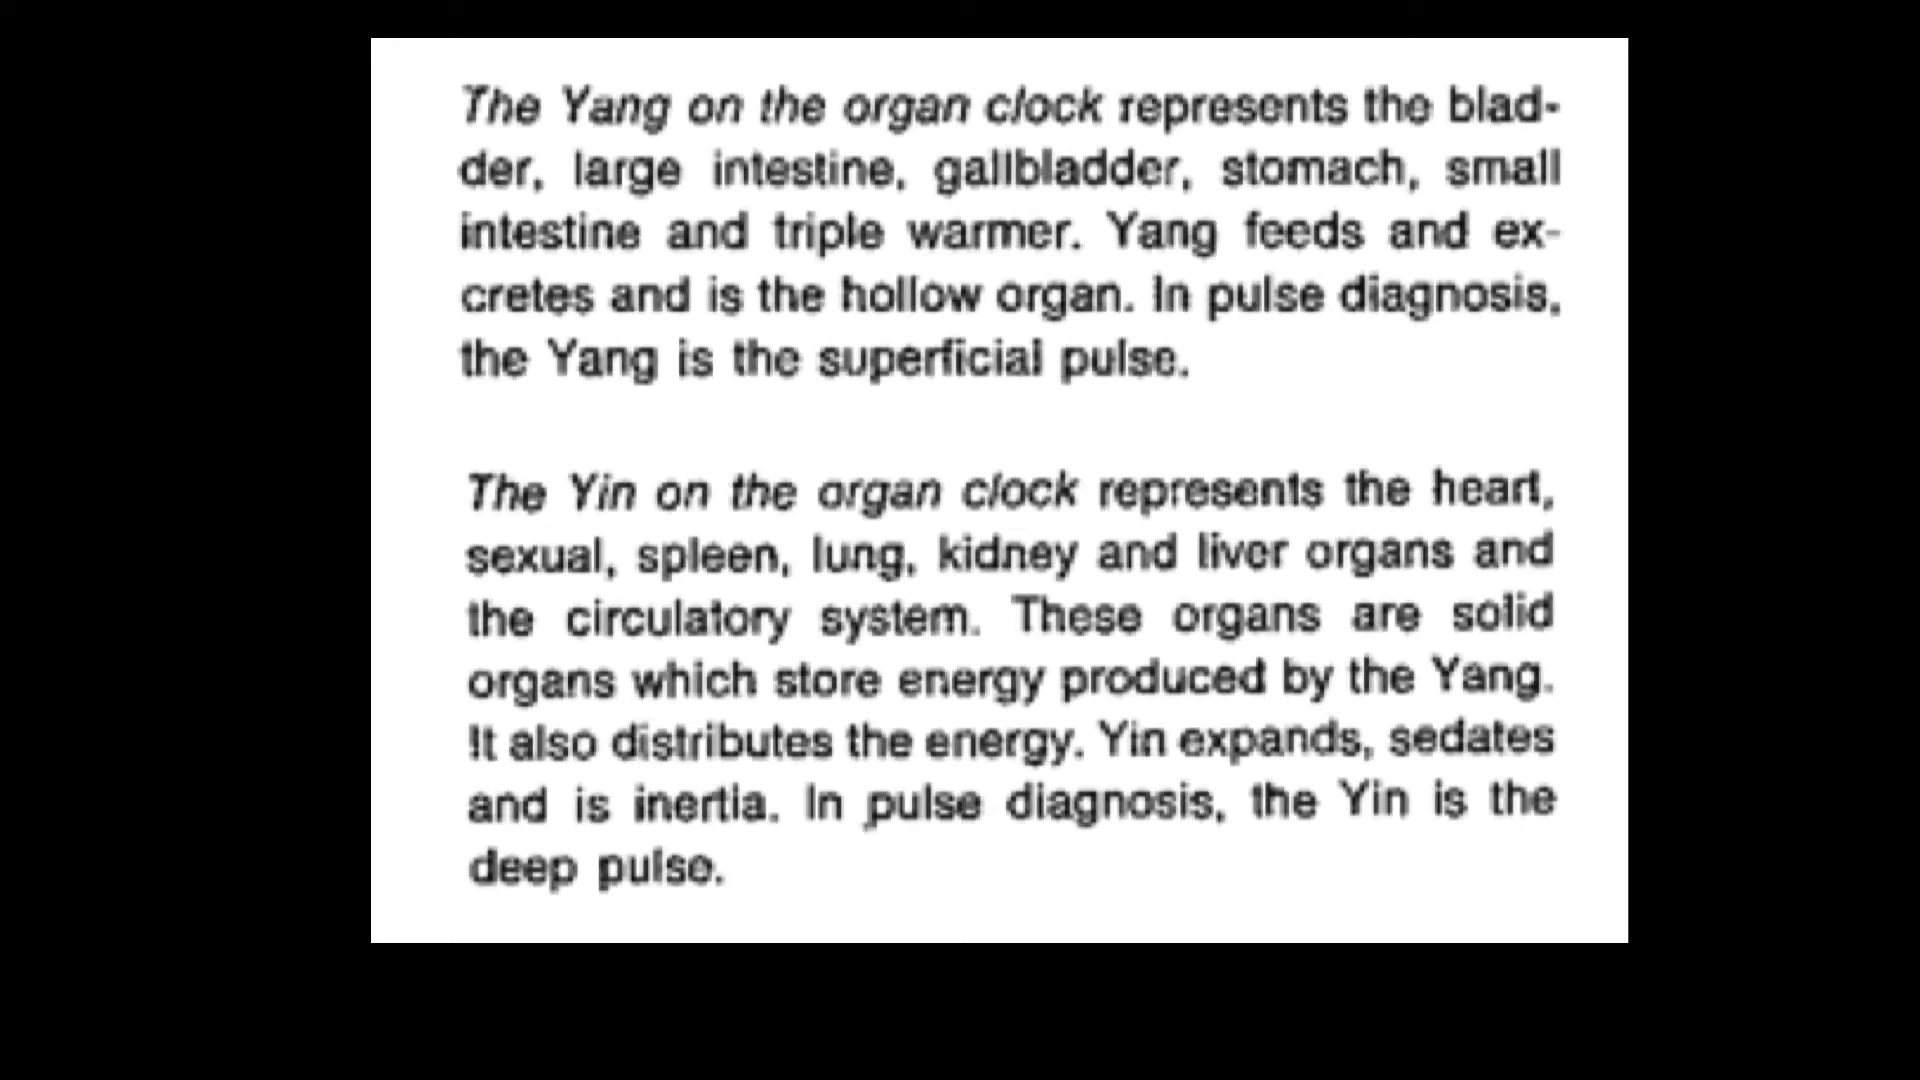 The Yang on the organ clock represents the blad-
der, large intestine, gallbladder, stomach, small
intestine and triple warmer. Yang feeds and ex-
cretes and is the hollow organ. In pulse diagnosis,
the Yang is the superficial pulse.
The Yin on the organ clock represents the heart,
sexual, spleen, lung, kidney and liver organs and
the circulatory system. These organs are solid
organs which store energy produced by the Yang.
It also distributes the energy. Yin expands, sedates
and is inertia. In pulse diagnosis, the Yin is the
deep pulse.